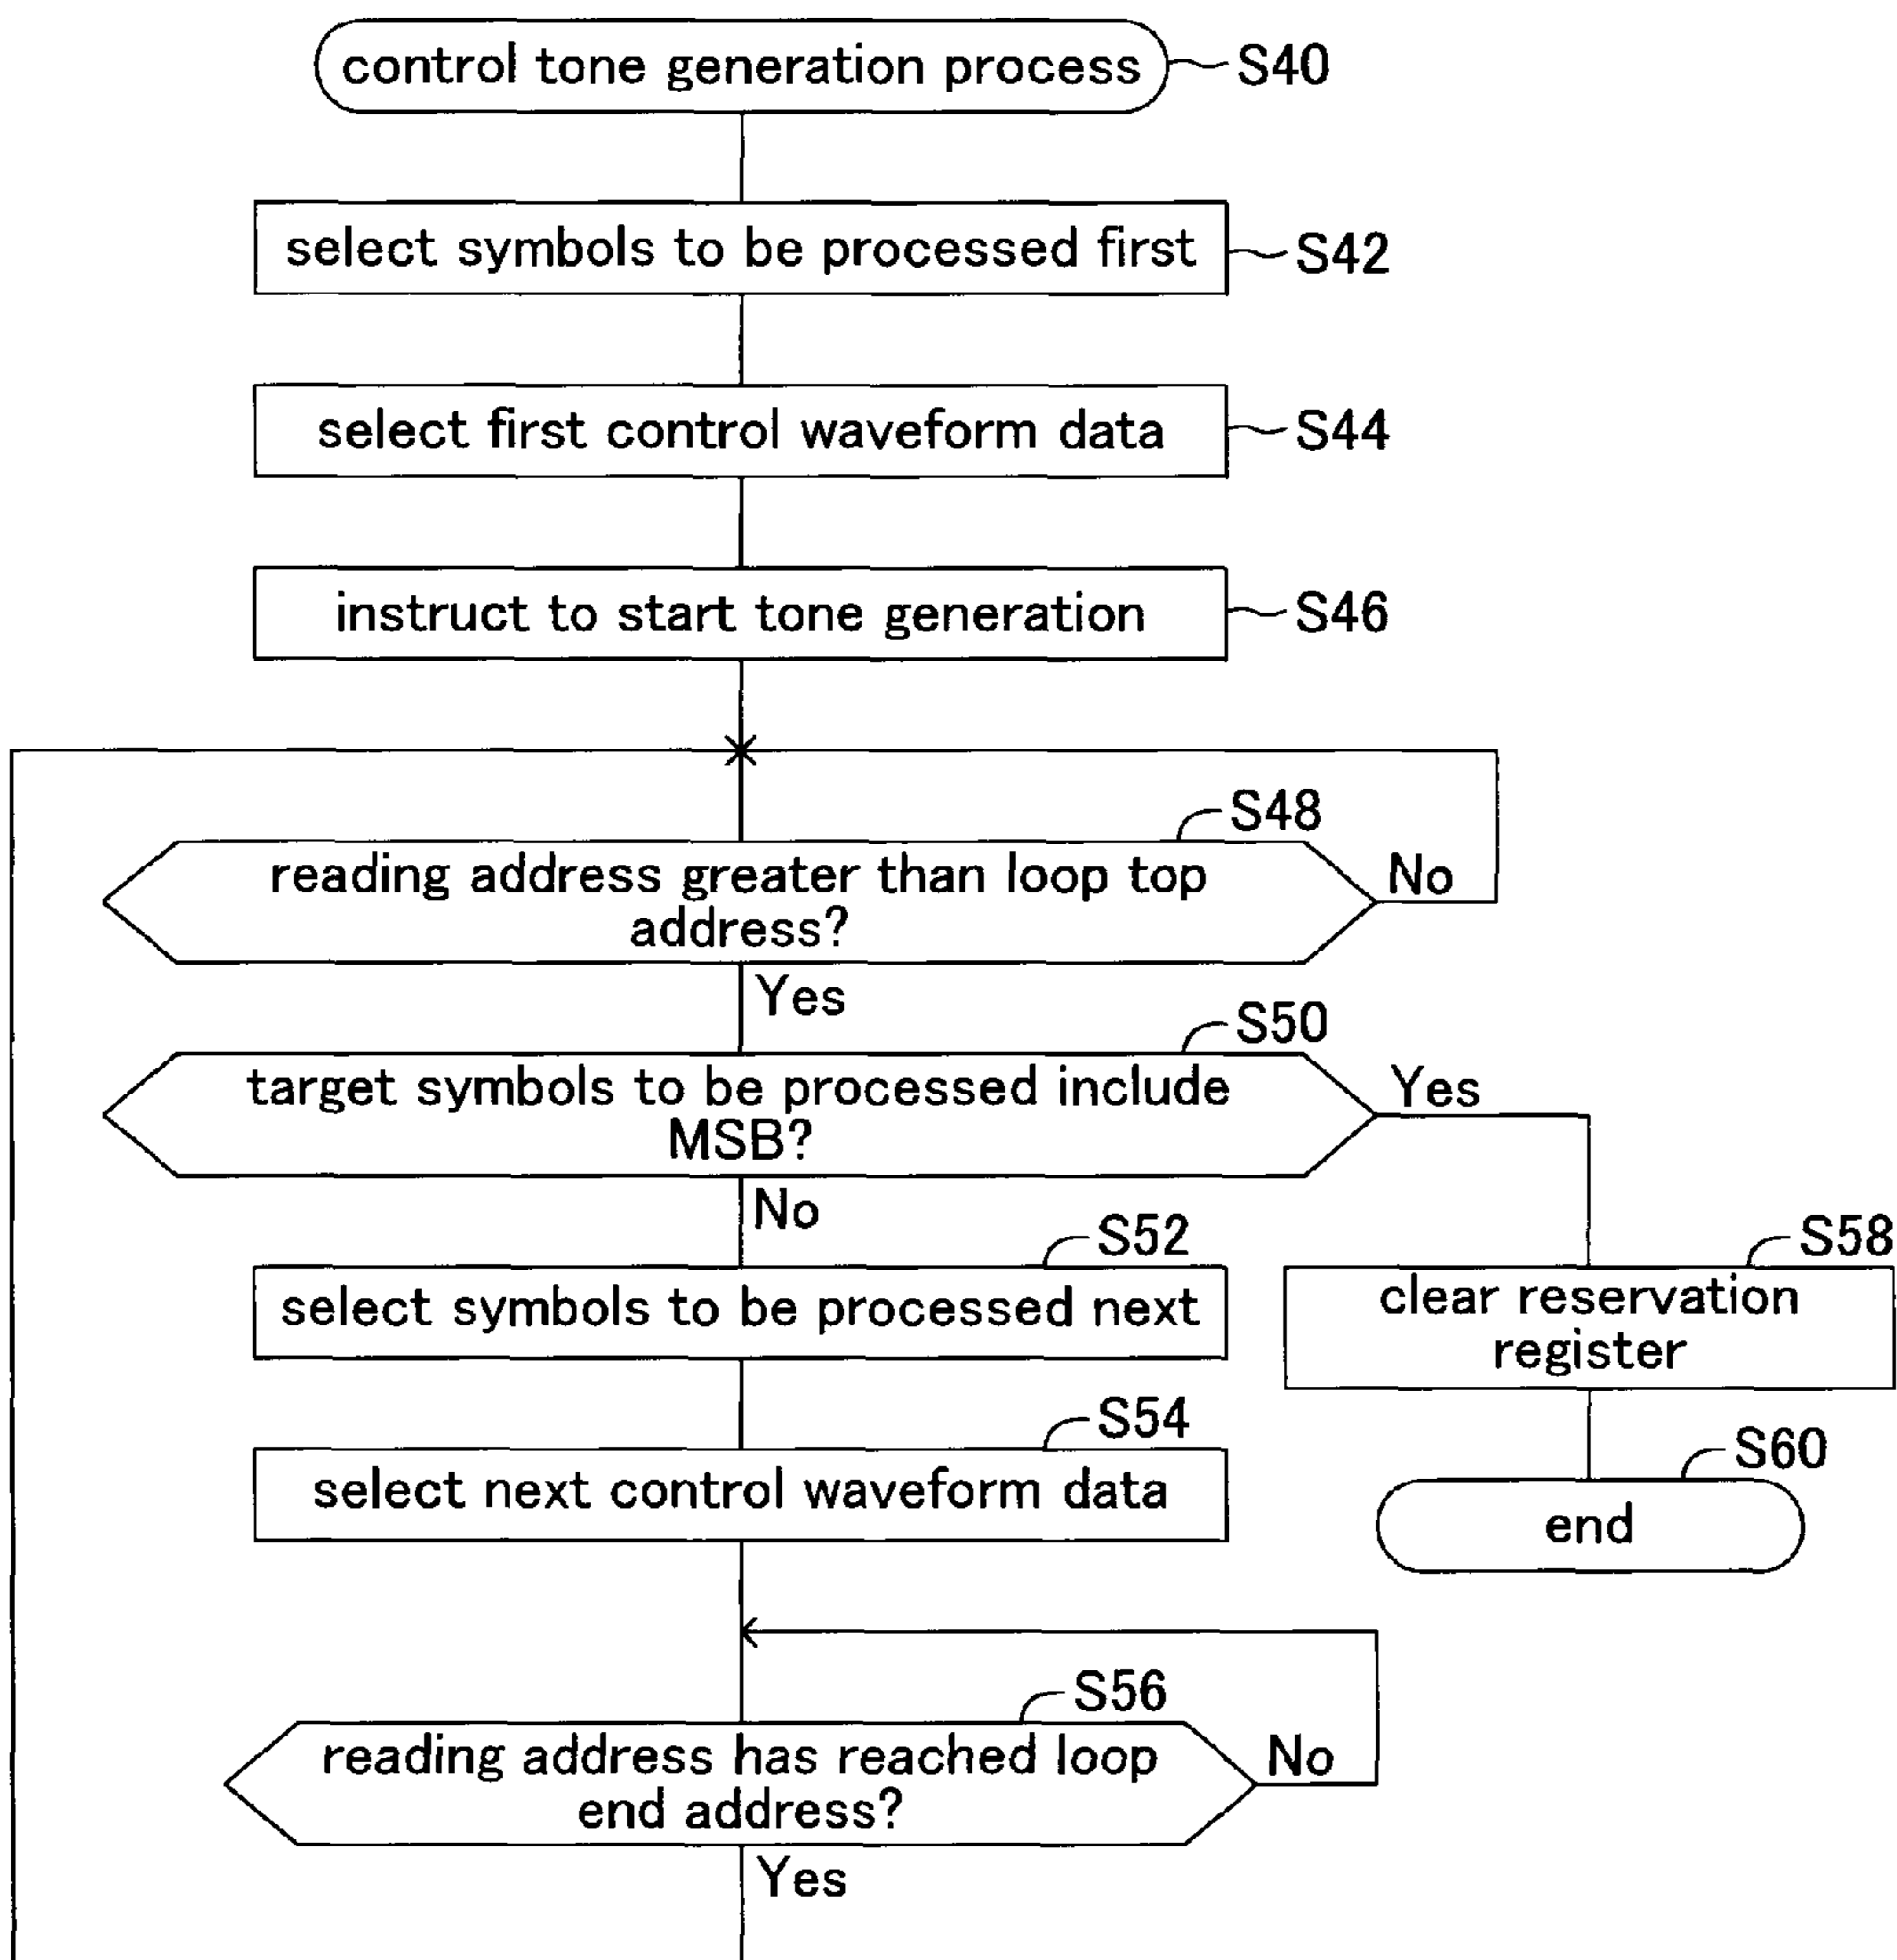 control tone generation process
S40
select symbols to be processed first
S42
select first control waveform data
S44
instruct to start tone generation
S46
S48
reading address greater than loop top
address?
No
Yes
S50
target symbols to be processed include
MSB?
Yes
No
S52
select symbols to be processed next
S58
clear reservation
register
S54
select next control waveform data
S60
end
S56
reading address has reached loop
end address?
No
Yes